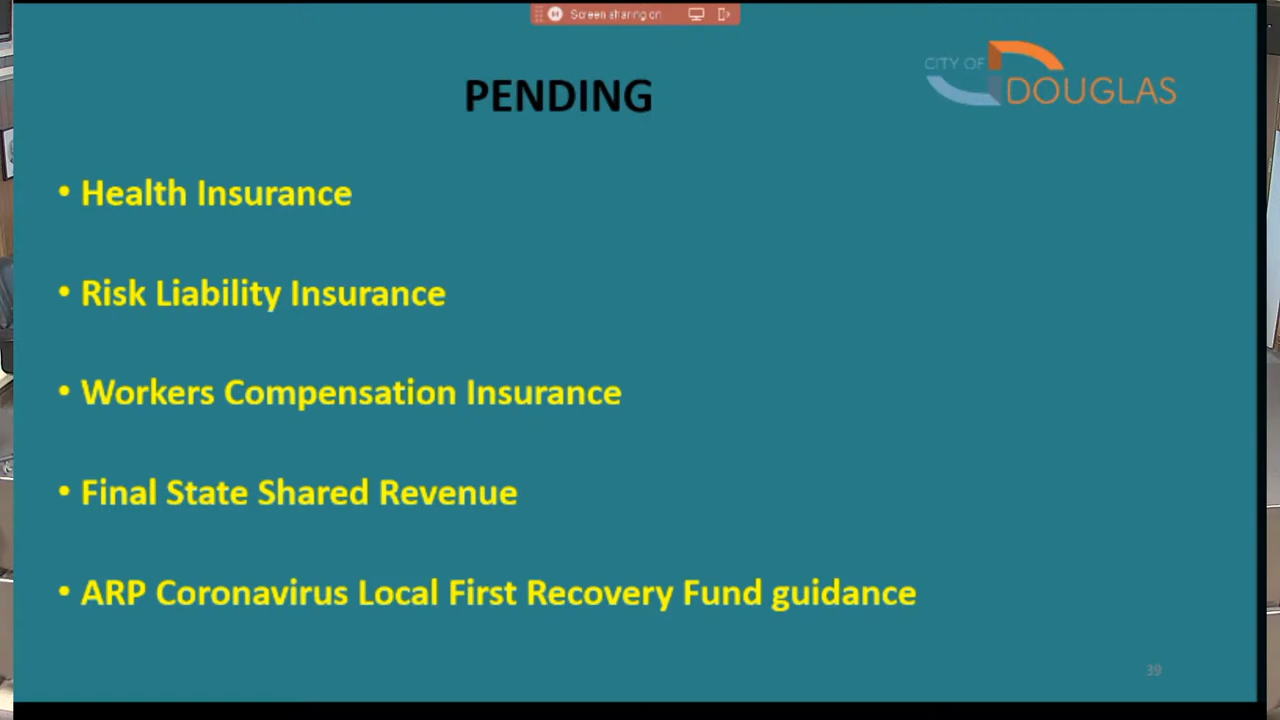 Screen sharing on
CITY OF
DOUGLAS
PENDING
• Health Insurance
• Risk Liability Insurance
• Workers Compensation Insurance
• Final State Shared Revenue
• ARP Coronavirus Local First Recovery Fund guidance
39